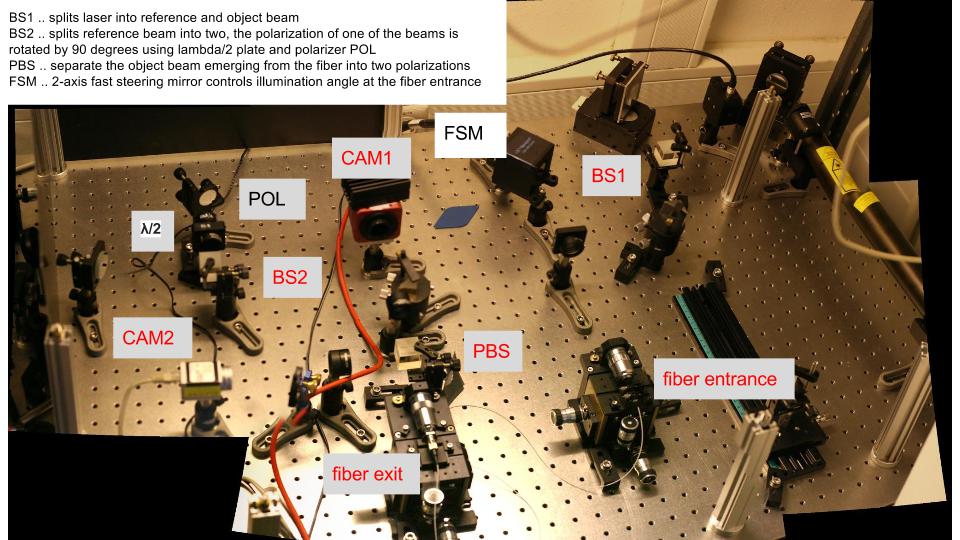 BS1 .. splits laser into reference and object beam
BS2 .. splits reference beam into two, the polarization of one of the beams is
rotated by 90 degrees using lambda/2 plate and polarizer POL
PBS .. separate the object beam emerging from the fiber into two polarizations
FSM .. 2-axis fast steering mirror controls illumination angle at the fiber entrance
FSM
CAM1
BS1
POL
λ/2
BS2
CAM2
PBS
fiber entrance
fiber exit